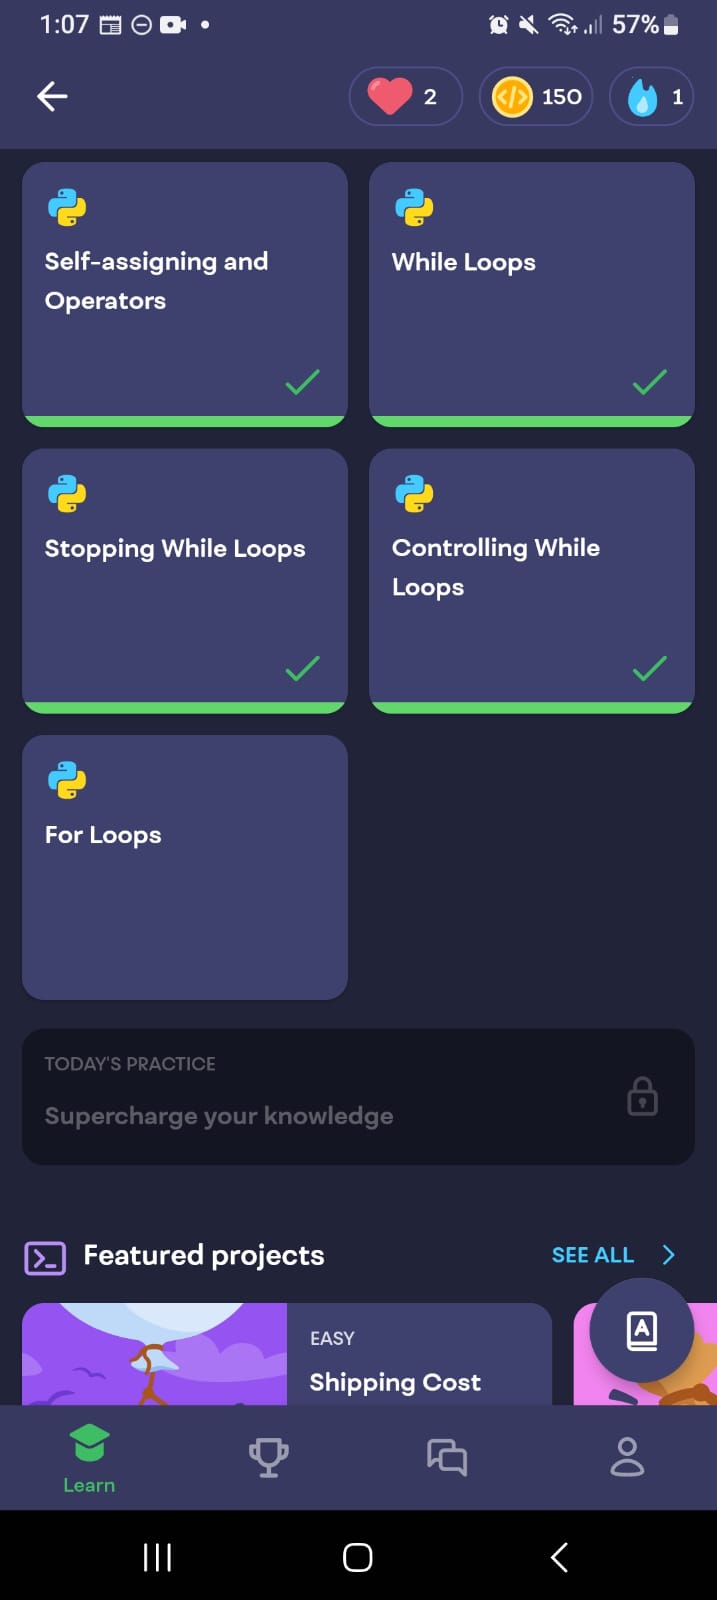 1:07
57%
2
150
1
Self-assigning and
Operators
While Loops
Stopping While Loops
Controlling While
Loops
For Loops
TODAY'S PRACTICE
Supercharge your knowledge
Featured projects
SEE ALL
EASY
Shipping Cost
A
Learn